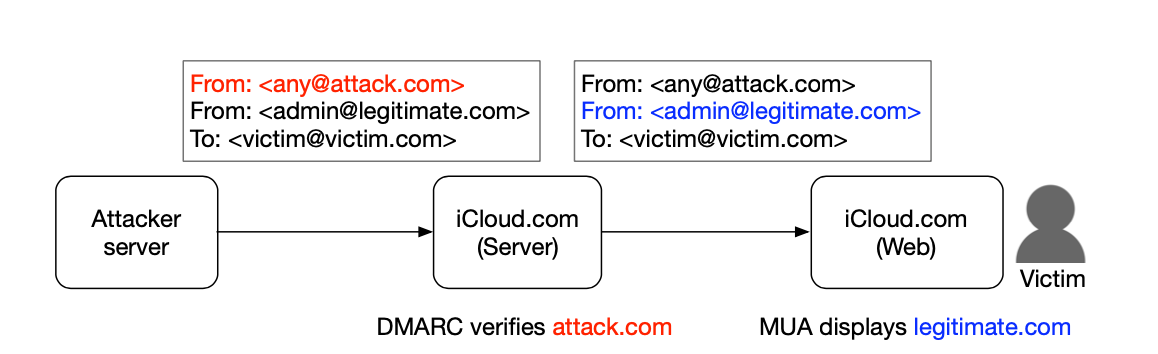 From: <any@attack.com>
From: <admin@legitimate.com>
To: <victim@victim.com>
From: <any@attack.com>
From: <admin@legitimate.com>
To: <victim@victim.com>
Attacker
server
iCloud.com
(Server)
iCloud.com
(Web)
Victim
DMARC verifies attack.com
MUA displays legitimate.com